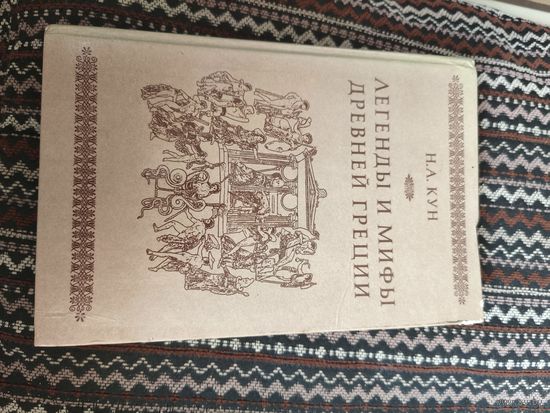 Н.А. КУН
ЛЕГЕНДЫ И МИФЫ
ДРЕВНЕЙ ГРЕЦИИ